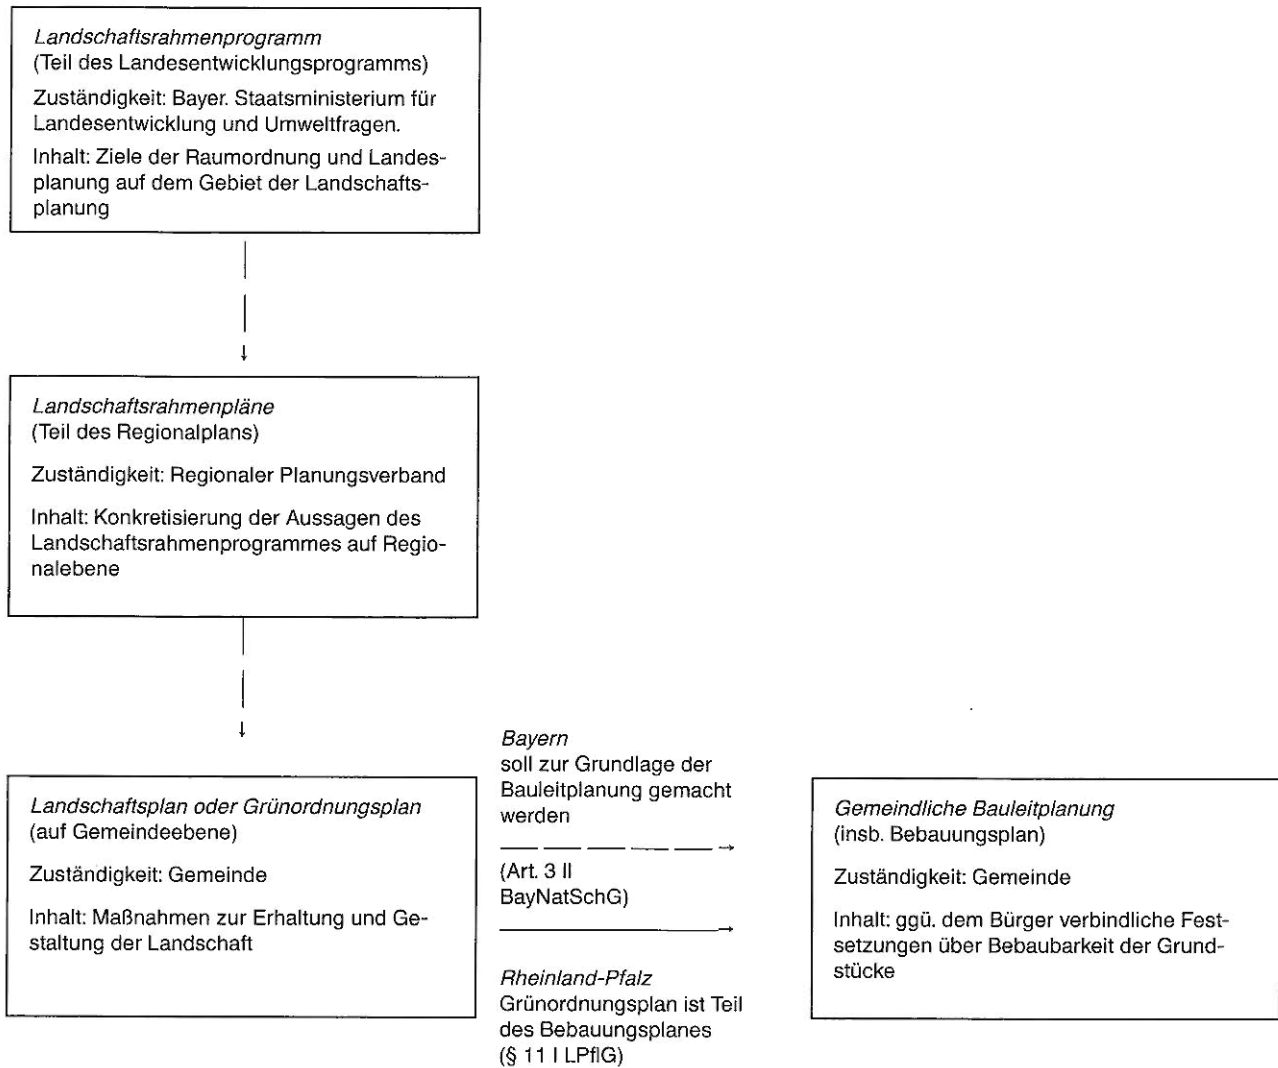 Landschaftsrahmenprogramm
(Teil des Landesentwicklungsprogramms)
Zuständigkeit: Bayer. Staatsministerium für
Landesentwicklung und Umweltfragen.
Inhalt: Ziele der Raumordnung und Landes-
planung auf dem Gebiet der Landschafts-
planung
Landschaftsrahmenpläne
(Teil des Regionalplans)
Zuständigkeit: Regionaler Planungsverband
Inhalt: Konkretisierung der Aussagen des
Landschaftsrahmenprogrammes auf Regio-
nalebene
Landschaftsplan oder Grünordnungsplan
(auf Gemeindeebene)
Zuständigkeit: Gemeinde
Inhalt: Maßnahmen zur Erhaltung und Ge-
staltung der Landschaft
Bayern
soll zur Grundlage der
Bauleitplanung gemacht
werden
(Art. 3 II
BayNatSchG)
Rheinland-Pfalz
Grünordnungsplan ist Teil
des Bebauungsplanes
(§ 11 I LPflG)
Gemeindliche Bauleitplanung
(insb. Bebauungsplan)
Zuständigkeit: Gemeinde
Inhalt: ggü. dem Bürger verbindliche Fest-
setzungen über Bebaubarkeit der Grund-
stücke